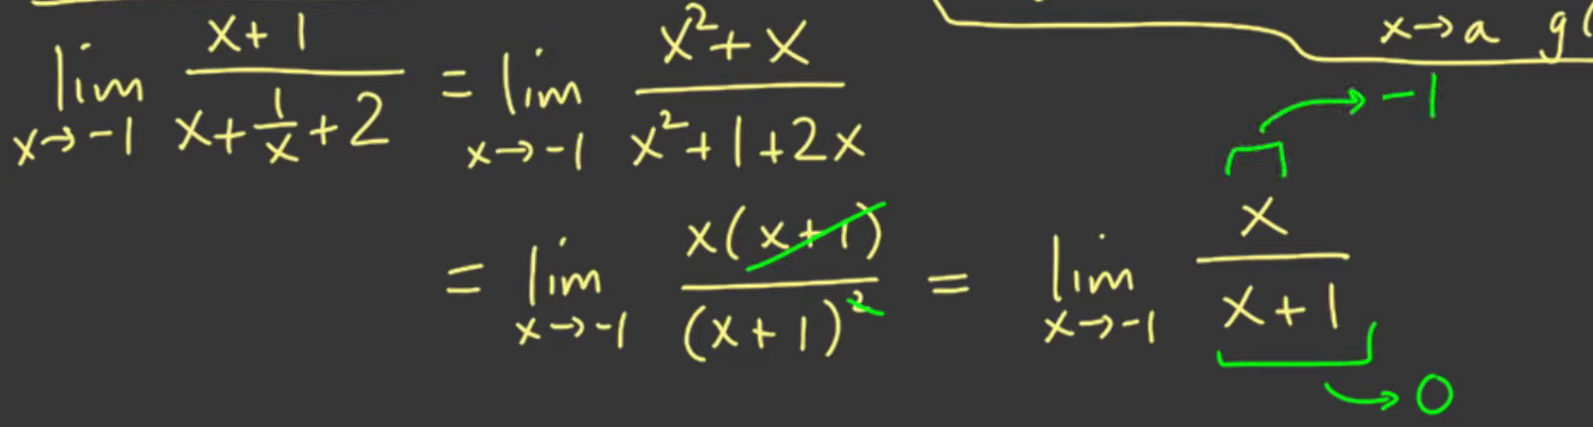 x→a g(
lim x→-1 (x+1)/(x+1/x+2) = lim x→-1 (x²+x)/(x²+1+2x)
→ -1
= lim x→-1 x(x+1)/(x+1)² = lim x→-1 x/(x+1)
→ 0